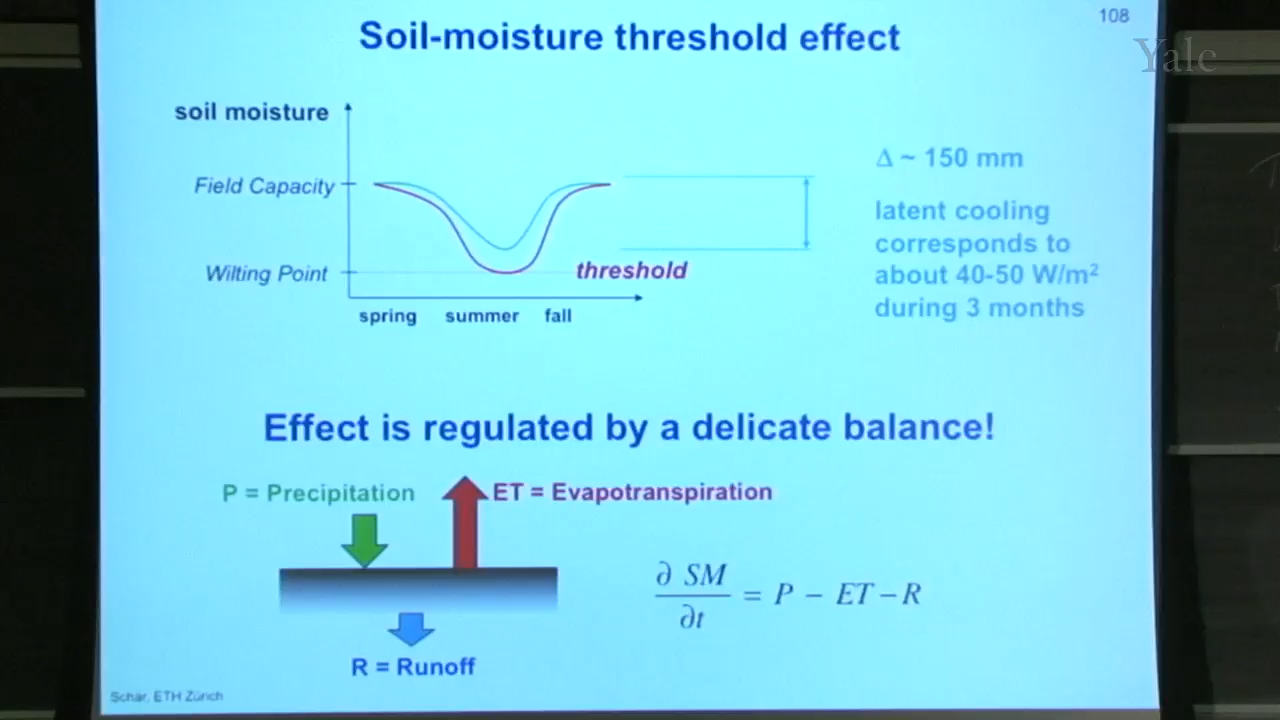 108
Yale
Soil-moisture threshold effect
soil moisture
Field Capacity
Wilting Point
threshold
spring summer fall
Δ ~ 150 mm
latent cooling
corresponds to
about 40-50 W/m²
during 3 months
Effect is regulated by a delicate balance!
P = Precipitation
ET = Evapotranspiration
∂ SM / ∂t = P − ET − R
R = Runoff
Schär, ETH Zürich